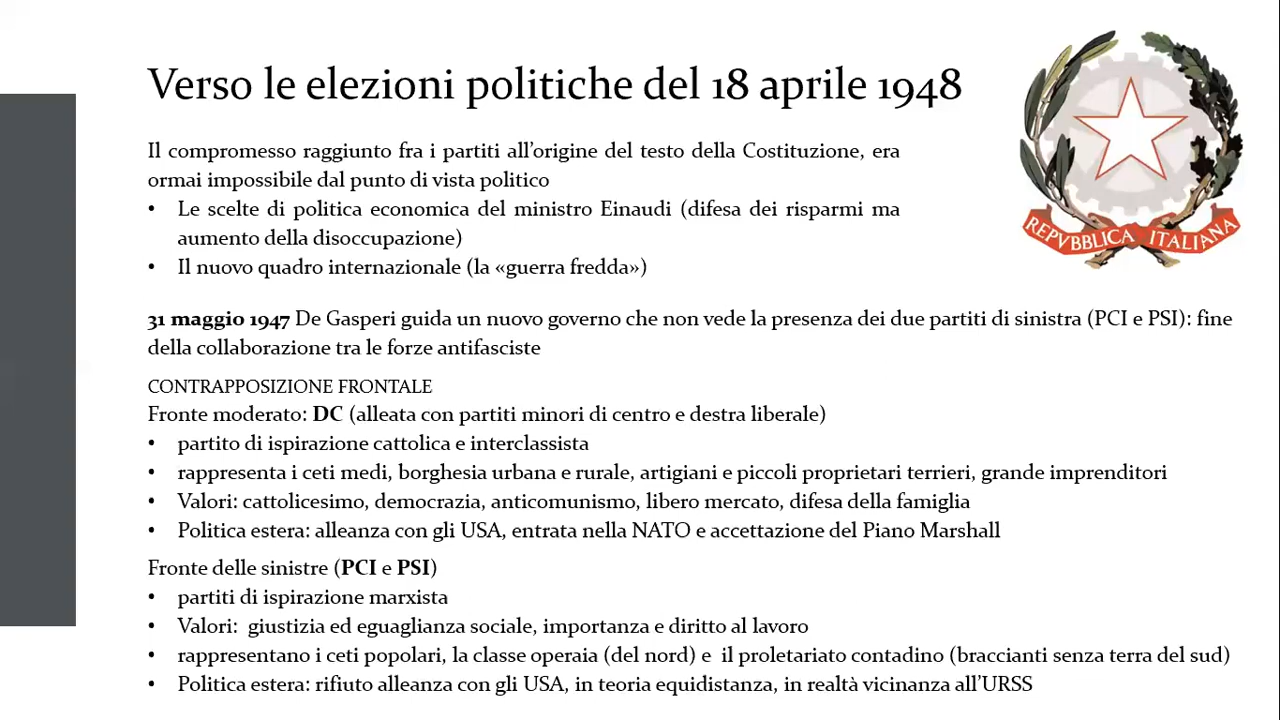 Verso le elezioni politiche del 18 aprile 1948
REPVBBLICA ITALIANA
Il compromesso raggiunto fra i partiti all’origine del testo della Costituzione, era
ormai impossibile dal punto di vista politico
• Le scelte di politica economica del ministro Einaudi (difesa dei risparmi ma
aumento della disoccupazione)
• Il nuovo quadro internazionale (la «guerra fredda»)
31 maggio 1947 De Gasperi guida un nuovo governo che non vede la presenza dei due partiti di sinistra (PCI e PSI): fine
della collaborazione tra le forze antifasciste
CONTRAPPOSIZIONE FRONTALE
Fronte moderato: DC (alleata con partiti minori di centro e destra liberale)
• partito di ispirazione cattolica e interclassista
• rappresenta i ceti medi, borghesia urbana e rurale, artigiani e piccoli proprietari terrieri, grande imprenditori
• Valori: cattolicesimo, democrazia, anticomunismo, libero mercato, difesa della famiglia
• Politica estera: alleanza con gli USA, entrata nella NATO e accettazione del Piano Marshall
Fronte delle sinistre (PCI e PSI)
• partiti di ispirazione marxista
• Valori: giustizia ed eguaglianza sociale, importanza e diritto al lavoro
• rappresentano i ceti popolari, la classe operaia (del nord) e il proletariato contadino (braccianti senza terra del sud)
• Politica estera: rifiuto alleanza con gli USA, in teoria equidistanza, in realtà vicinanza all’URSS